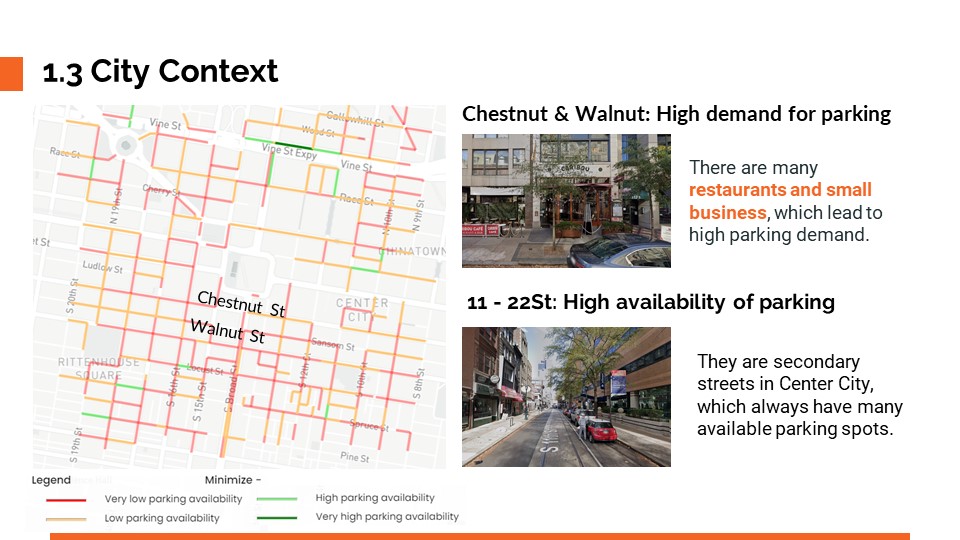 1.3 City Context
Chestnut & Walnut: High demand for parking
There are many
restaurants and small
business, which lead to
high parking demand.
11 - 22St: High availability of parking
They are secondary
streets in Center City,
which always have many
available parking spots.
Callowhill St
Vine St
Wood St
Vine St Expy
Vine St
Race St
Race St
Cherry St
N 19th St
N 10th St
N 9th St
CHINATOWN
et St
Ludlow St
S 20th St
Chestnut St
Walnut St
CENTER
CITY
Sansom St
RITTENHOUSE
SQUARE
Locust St
S 16th St
S 15th St
S Broad St
S 12th St
S 10th St
S 8th St
Spruce St
S 19th St
Pine St
Legend
Minimize -
Very low parking availability
High parking availability
Low parking availability
Very high parking availability